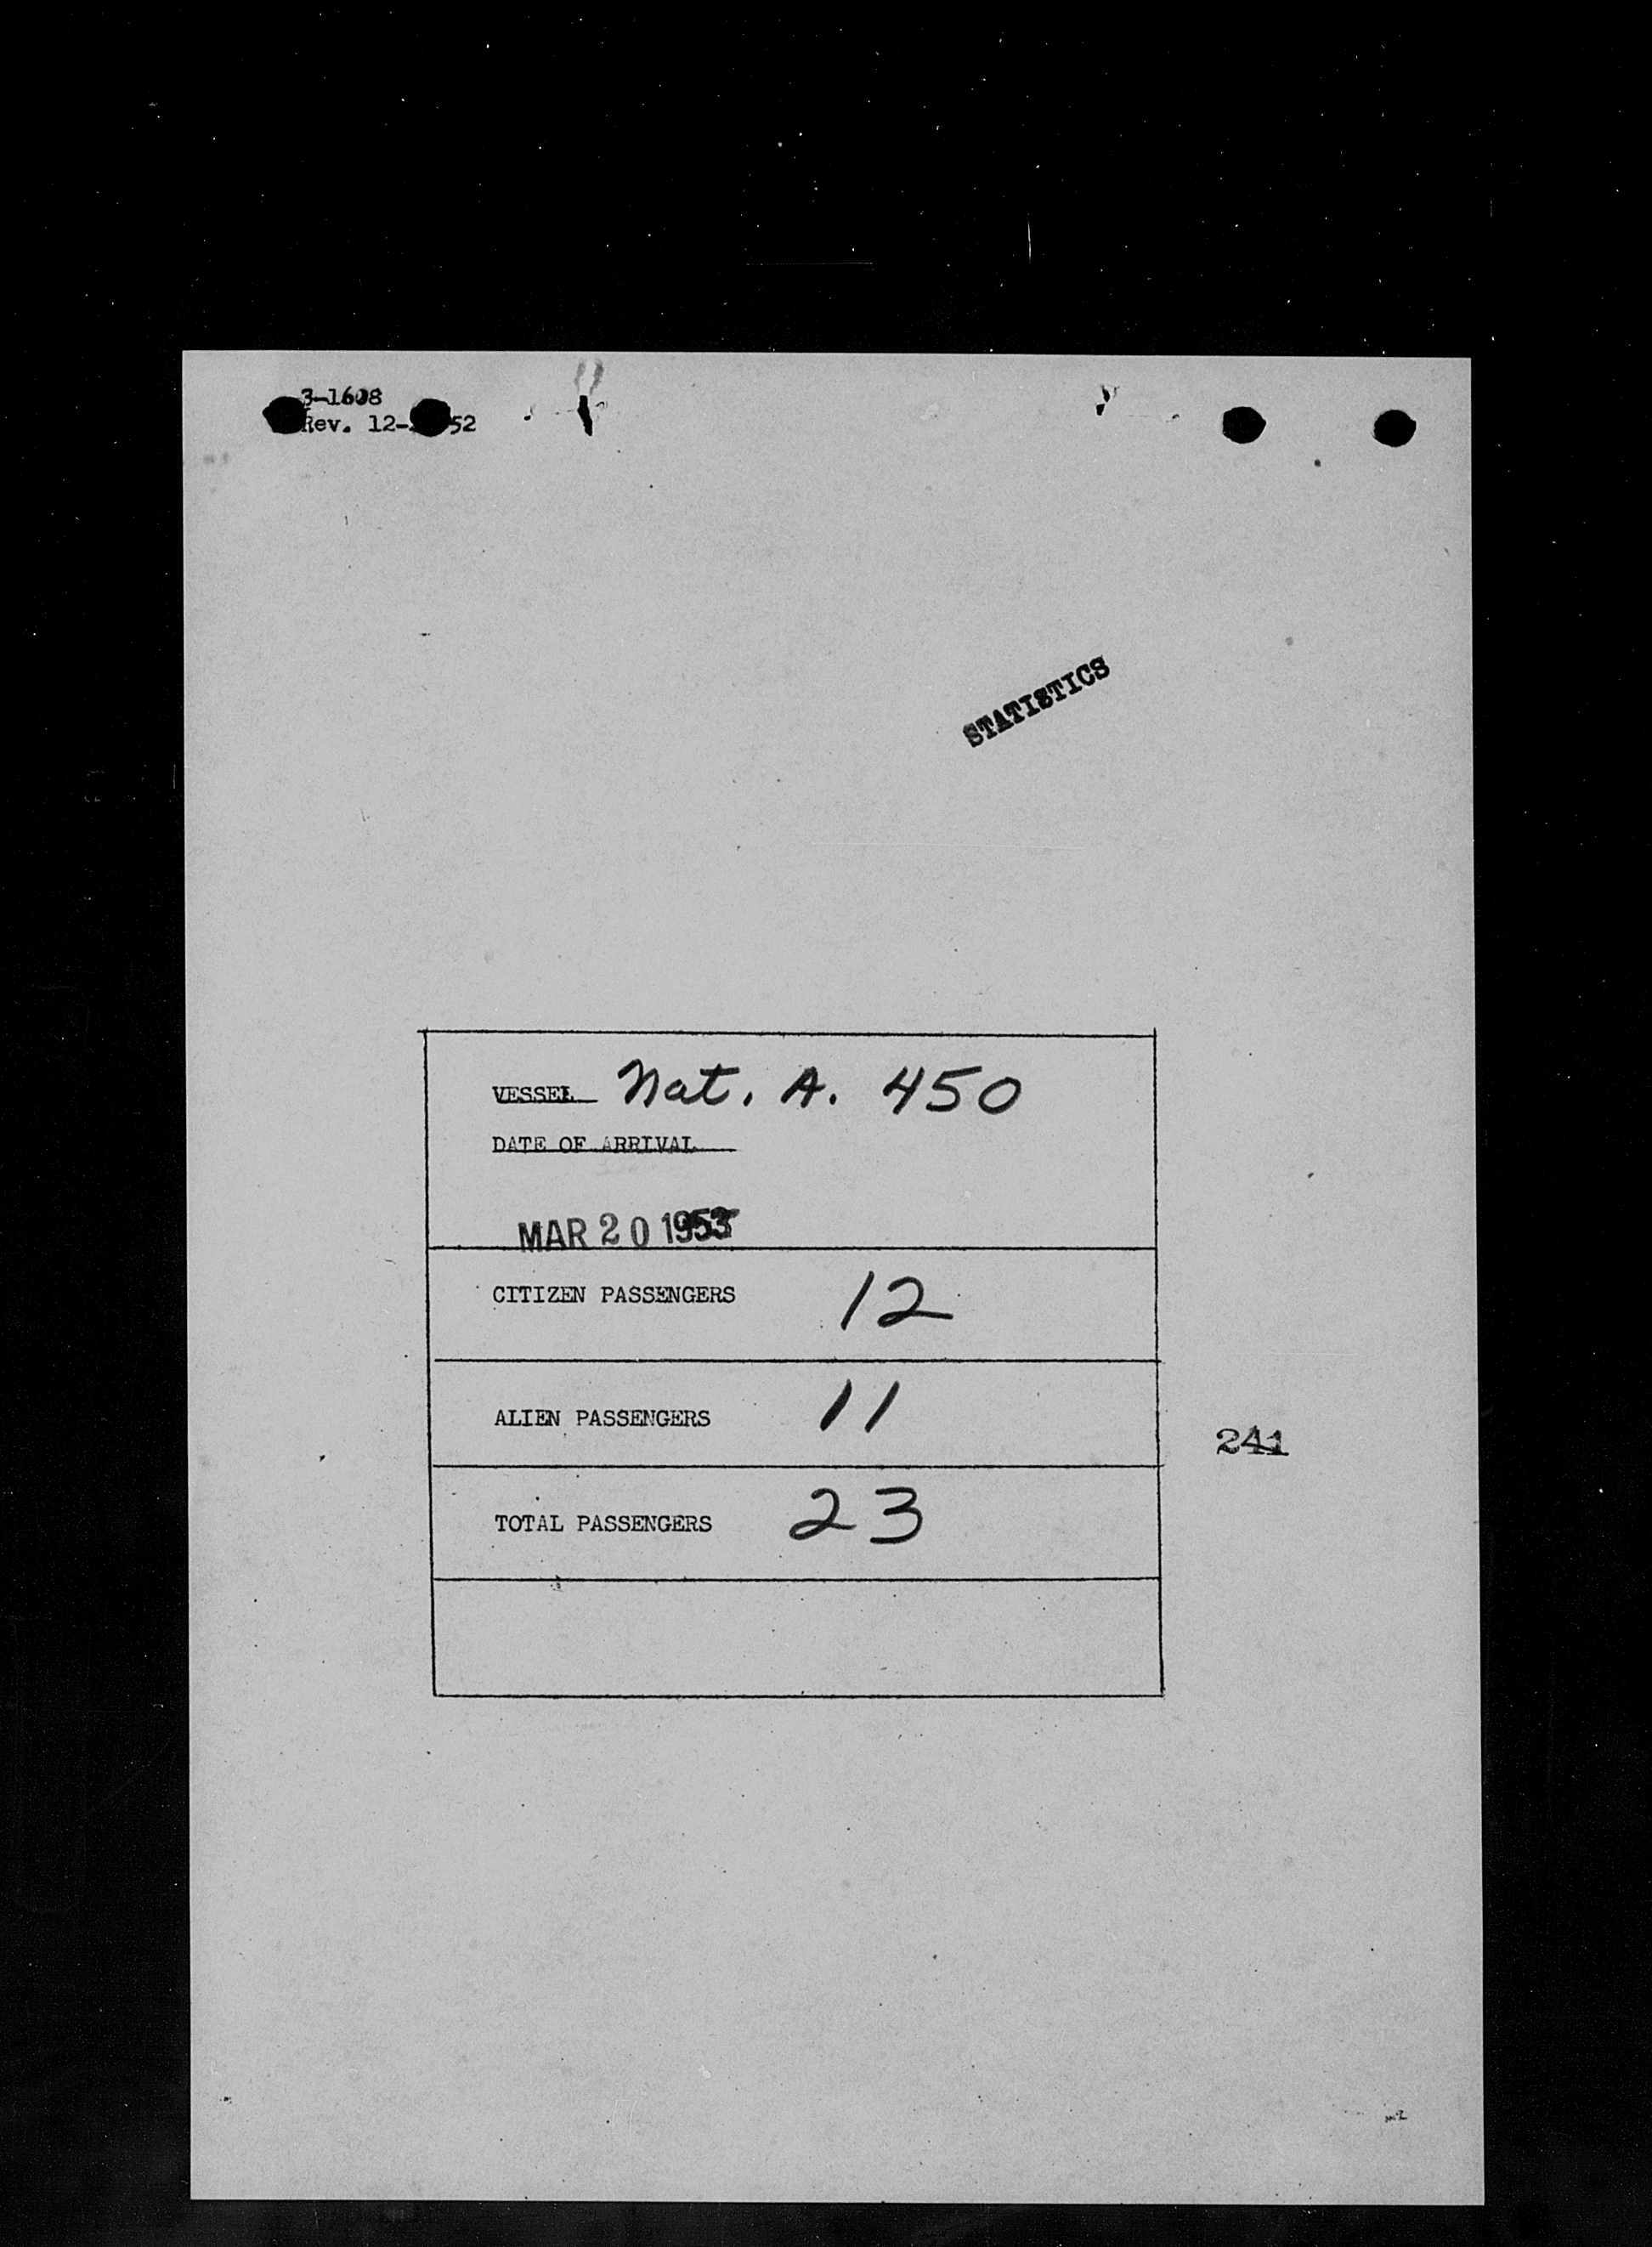 3-1608
Rev. 12- 52
STATISTICS
VESSEL Nat. A. 450
DATE OF ARRIVAL
MAR 20 1953
CITIZEN PASSENGERS 12
ALIEN PASSENGERS 11
241
TOTAL PASSENGERS 23